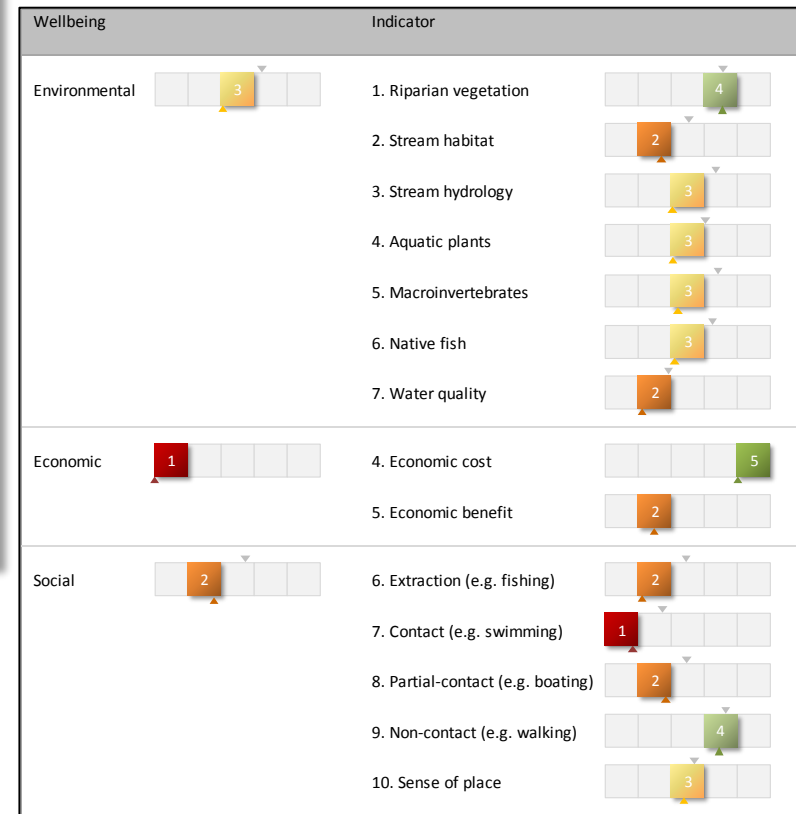 Wellbeing Indicator
Environmental 3 1. Riparian vegetation 4
2. Stream habitat 2
3. Stream hydrology 3
4. Aquatic plants 3
5. Macroinvertebrates 3
6. Native fish 3
7. Water quality 2
Economic 1 4. Economic cost 5
5. Economic benefit 2
Social 2 6. Extraction (e.g. fishing) 2
7. Contact (e.g. swimming) 1
8. Partial-contact (e.g. boating) 2
9. Non-contact (e.g. walking) 4
10. Sense of place 3